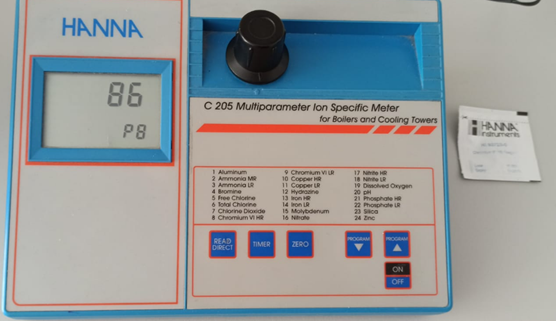 HANNA
86
P8
C 205 Multiparameter Ion Specific Meter
for Boilers and Cooling Towers
1 Aluminum
2 Ammonia MR
3 Ammonia LR
4 Bromine
5 Free Chlorine
6 Total Chlorine
7 Chlorine Dioxide
8 Chromium VI HR
9 Chromium VI LR
10 Copper HR
11 Copper LR
12 Hydrazine
13 Iron HR
14 Iron LR
15 Molybdenum
16 Nitrate
17 Nitrite HR
18 Nitrite LR
19 Dissolved Oxygen
20 pH
21 Phosphate HR
22 Phosphate LR
23 Silica
24 Zinc
READ
DIRECT
TIMER
ZERO
PROGRAM
PROGRAM
ON
OFF
HANNA
instruments